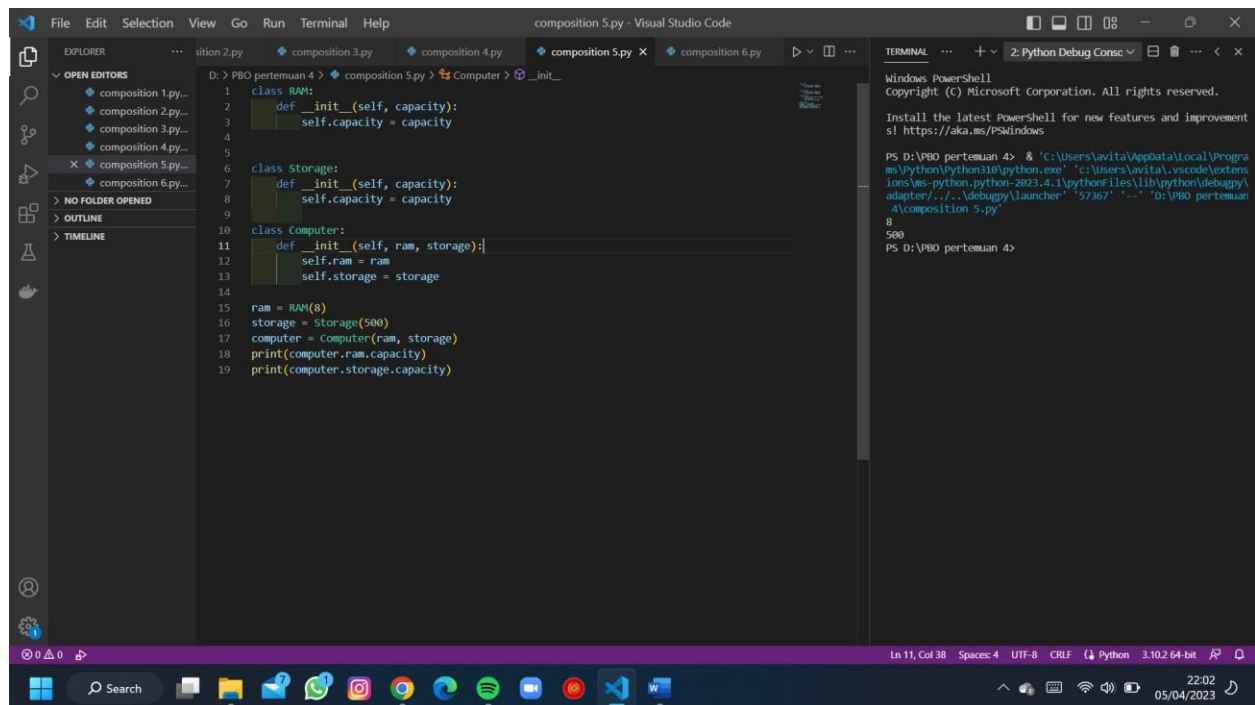 File Edit Selection View Go Run Terminal Help
composition 5.py - Visual Studio Code
EXPLORER
OPEN EDITORS
composition 1.py...
composition 2.py...
composition 3.py...
composition 4.py...
composition 5.py...
composition 6.py...
NO FOLDER OPENED
OUTLINE
TIMELINE
sition 2.py composition 3.py composition 4.py composition 5.py composition 6.py
D: > PBO pertemuan 4 > composition 5.py > Computer > __init__
1 class RAM:
2 def __init__(self, capacity):
3 self.capacity = capacity
4
5
6 class Storage:
7 def __init__(self, capacity):
8 self.capacity = capacity
9
10 class Computer:
11 def __init__(self, ram, storage):
12 self.ram = ram
13 self.storage = storage
14
15 ram = RAM(8)
16 storage = Storage(500)
17 computer = Computer(ram, storage)
18 print(computer.ram.capacity)
19 print(computer.storage.capacity)
TERMINAL ... 2: Python Debug Consc
Windows PowerShell
Copyright (C) Microsoft Corporation. All rights reserved.
Install the latest PowerShell for new features and improvement
s! https://aka.ms/PSWindows
PS D:\PBO pertemuan 4> & 'C:\Users\avita\AppData\Local\Progra
ms\Python\Python310\python.exe' 'c:\Users\avita\.vscode\extens
ions\ms-python.python-2023.4.1\pythonFiles\lib\python\debugpy\
adapter/../..\debugpy\launcher' '57367' '--' 'D:\PBO pertemuan
4\composition 5.py'
8
500
PS D:\PBO pertemuan 4>
0 0
Ln 11, Col 38 Spaces: 4 UTF-8 CRLF Python 3.10.2 64-bit
Search
22:02
05/04/2023